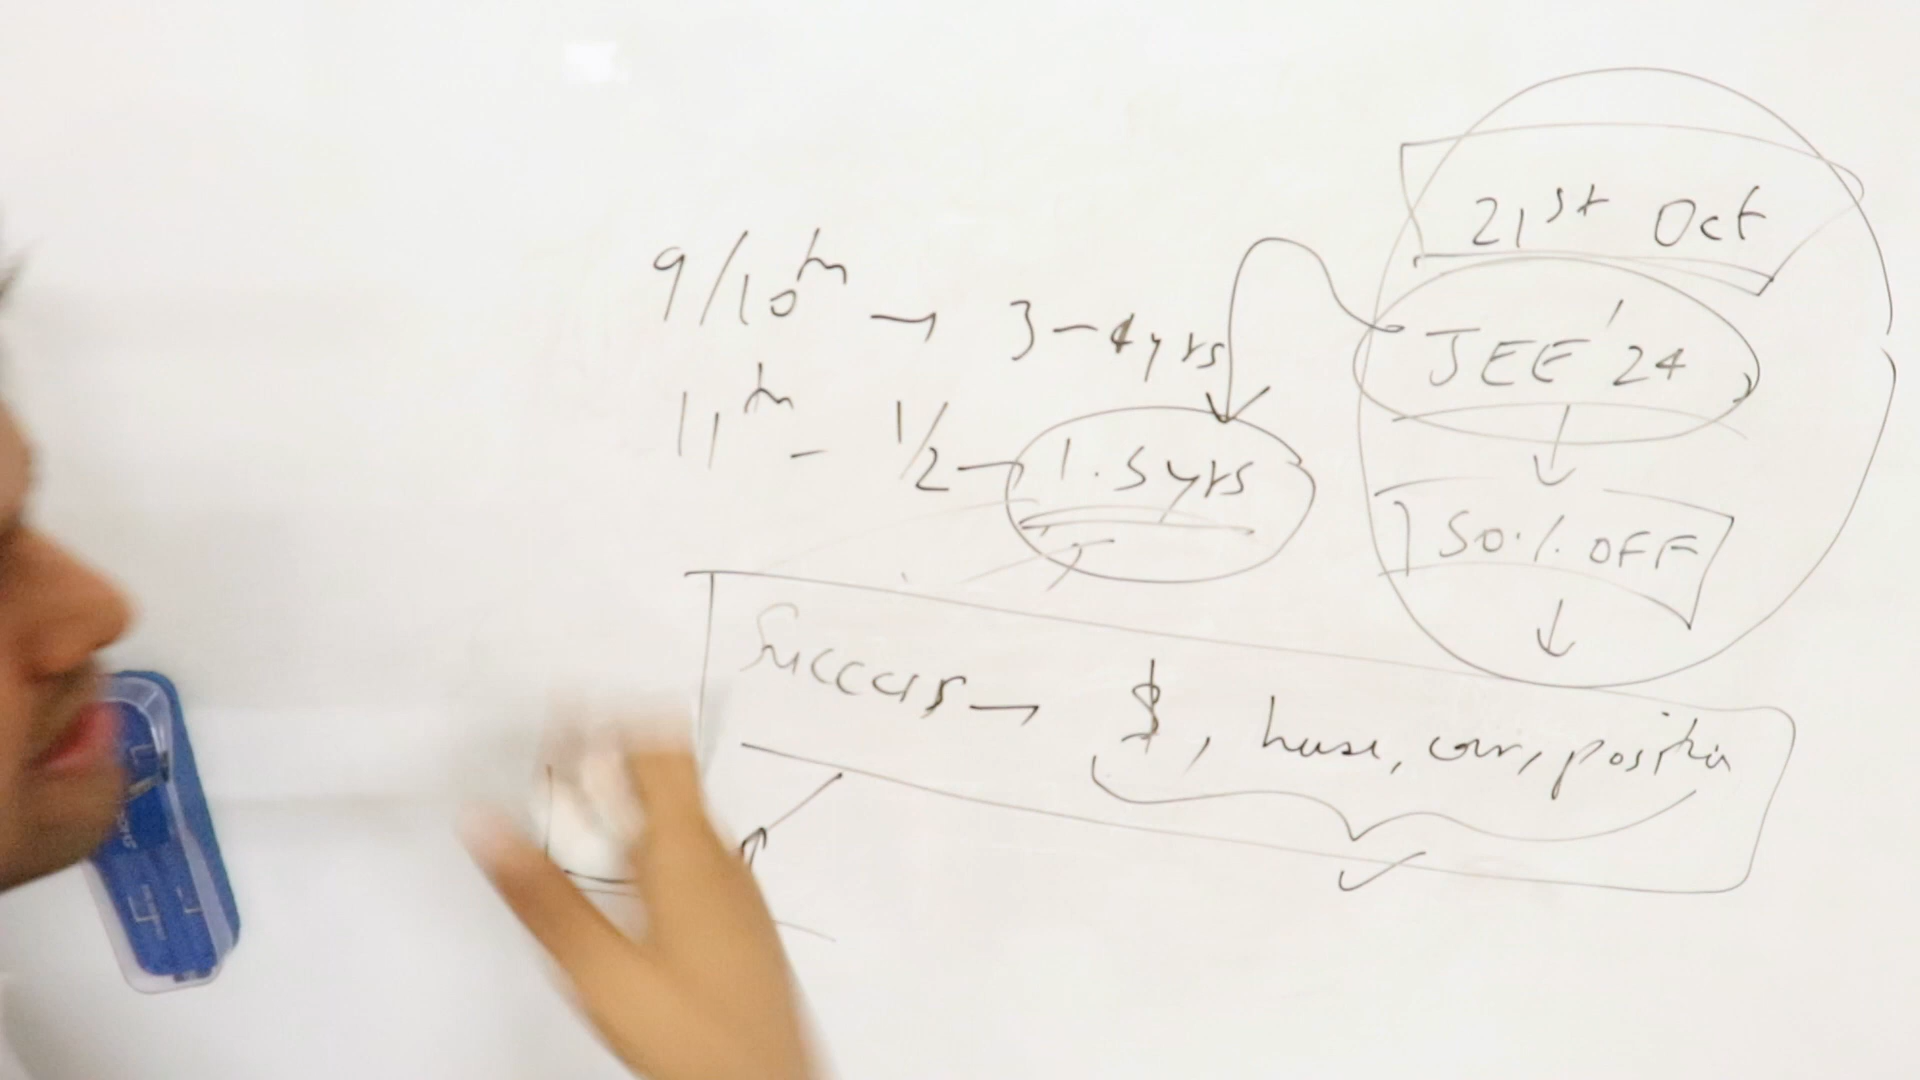 21st Oct
9/10th → 3-4yrs
JEE '24
11th - 1/2 - 1.5yrs
50% OFF
Success → $, house, car, position